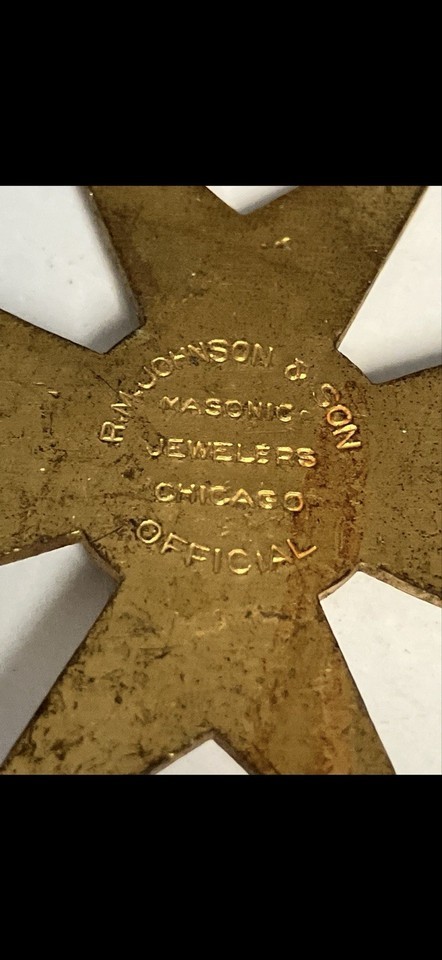 R.M. JOHNSON & SON
MASONIC
JEWELERS
CHICAGO
OFFICIAL